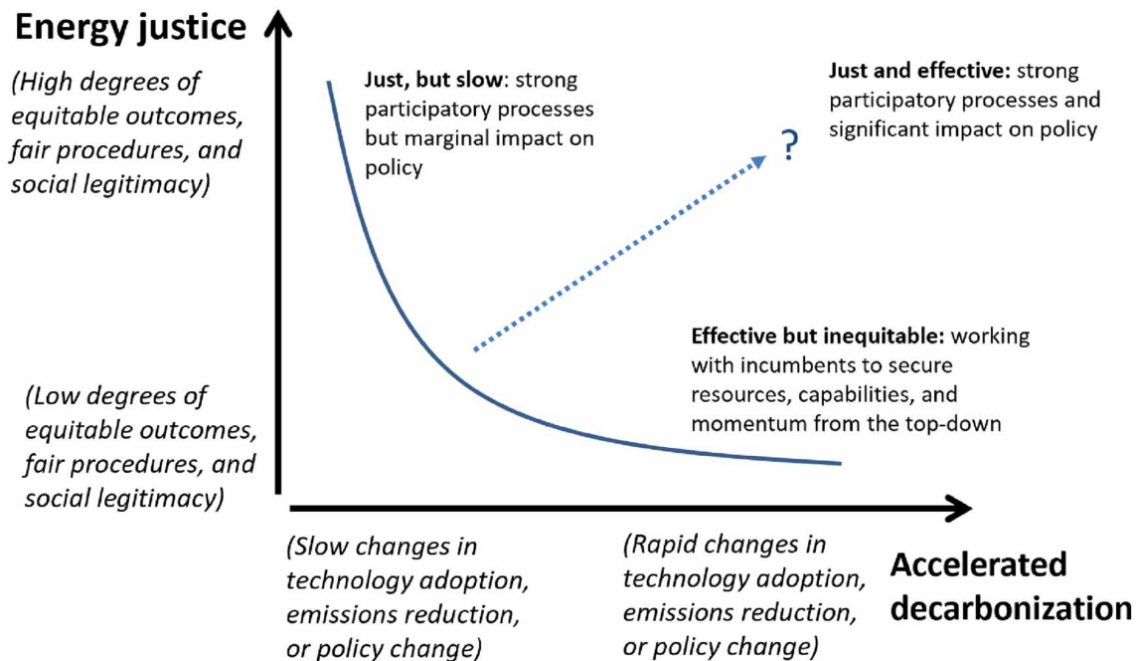 Energy justice
(High degrees of
equitable outcomes,
fair procedures, and
social legitimacy)
Just, but slow: strong
participatory processes
but marginal impact on
policy
Just and effective: strong
participatory processes and
significant impact on policy
?
Effective but inequitable: working
with incumbents to secure
resources, capabilities, and
momentum from the top-down
(Low degrees of
equitable outcomes,
fair procedures, and
social legitimacy)
(Slow changes in
technology adoption,
emissions reduction,
or policy change)
(Rapid changes in
technology adoption,
emissions reduction,
or policy change)
Accelerated
decarbonization